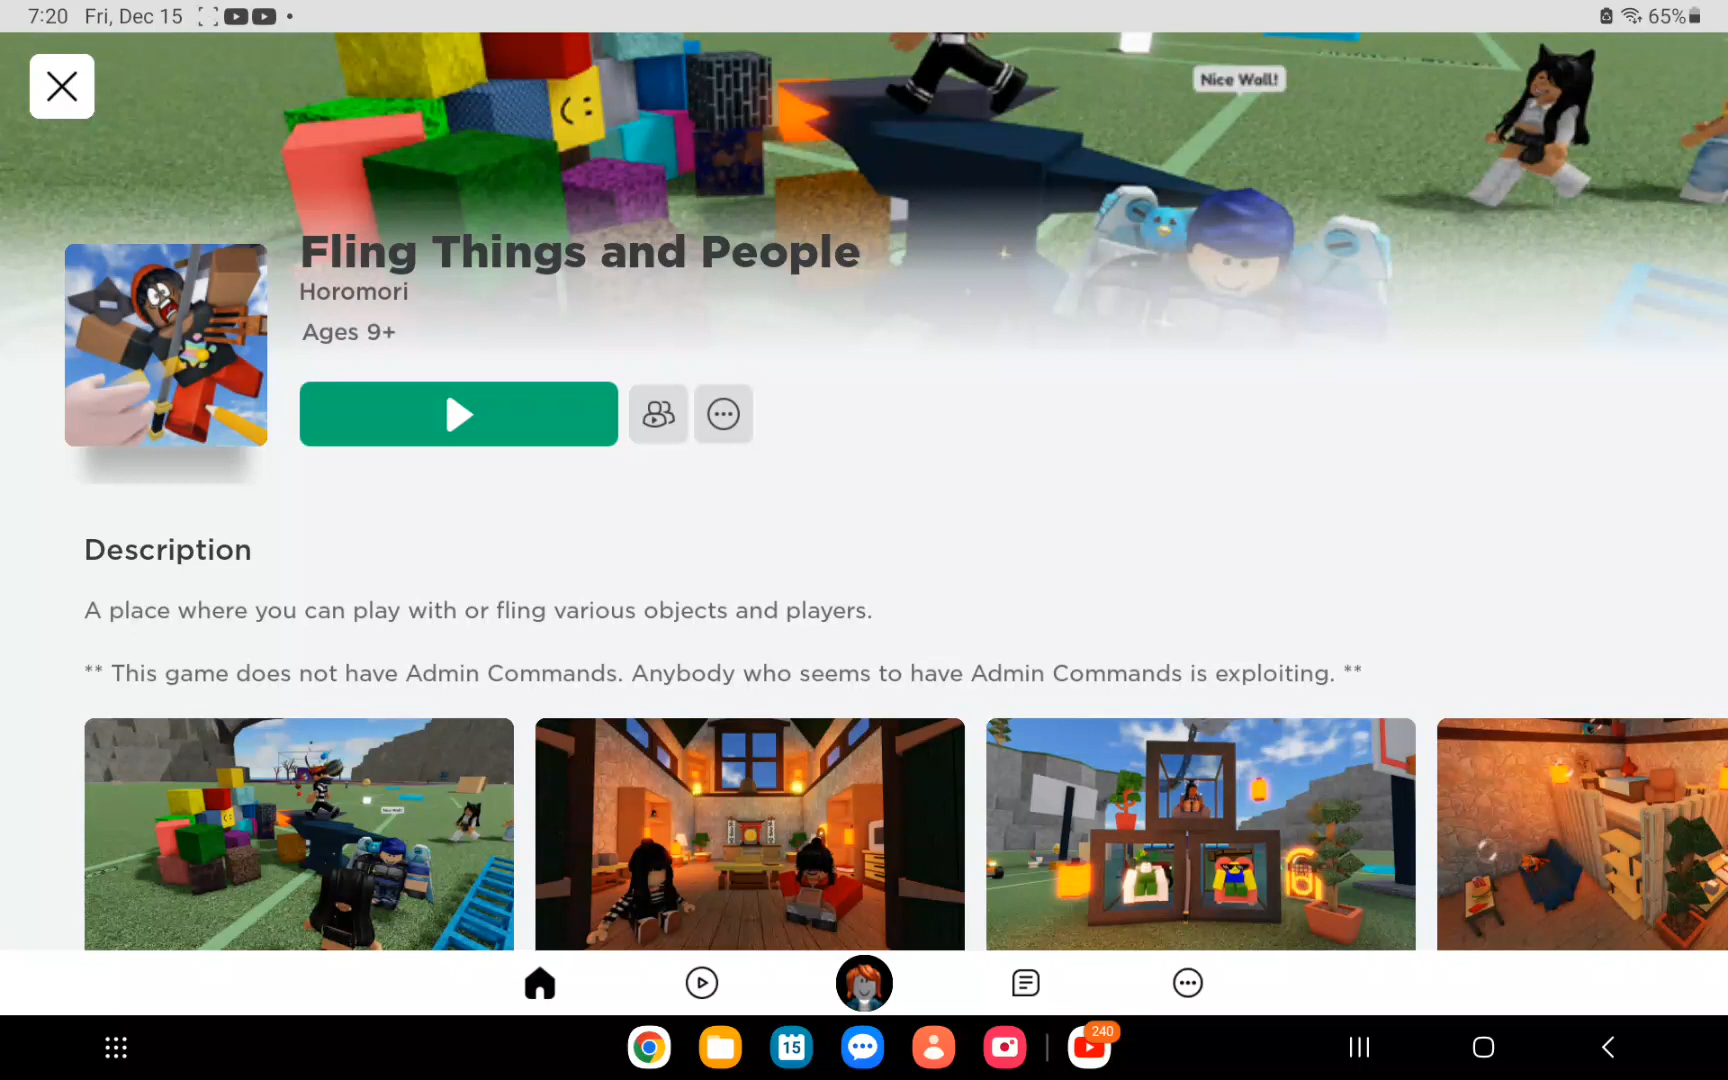 7:20 Fri, Dec 15
65%
Nice Wall!
Fling Things and People
Horomori
Ages 9+
Description
A place where you can play with or fling various objects and players.
** This game does not have Admin Commands. Anybody who seems to have Admin Commands is exploiting. **
Nice Wall!
15
240